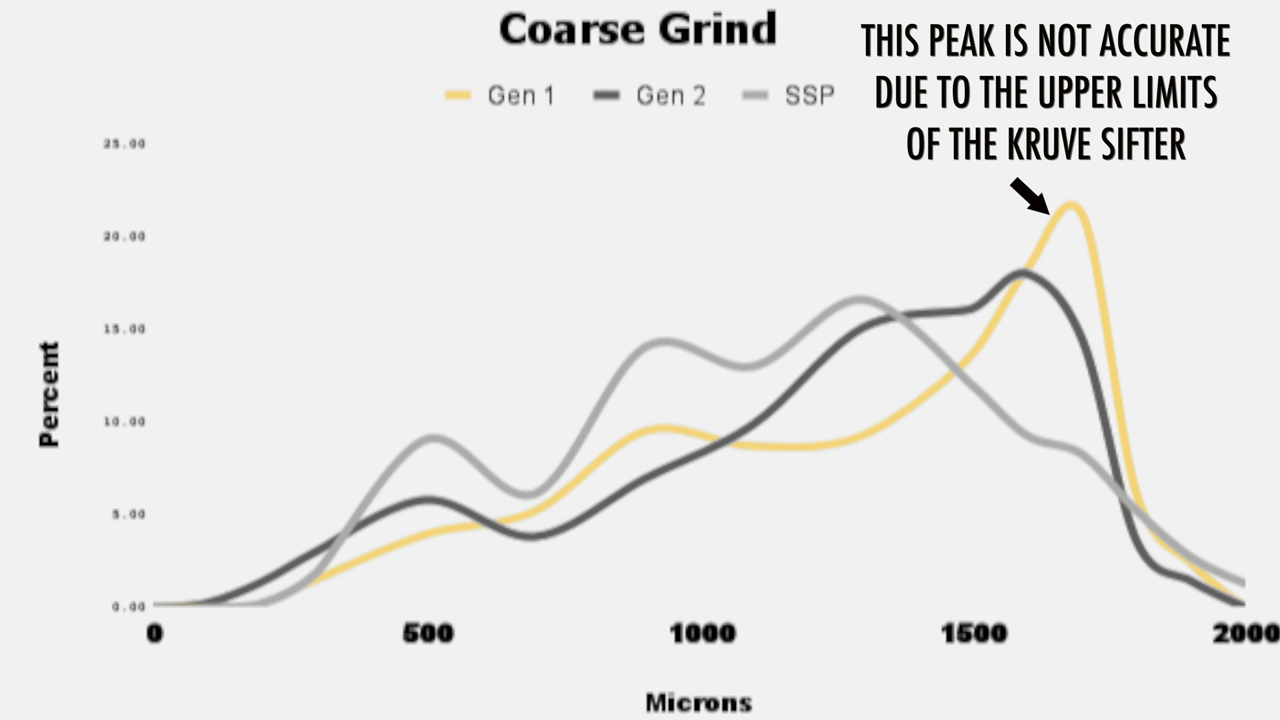 Coarse Grind
THIS PEAK IS NOT ACCURATE
DUE TO THE UPPER LIMITS
OF THE KRUVE SIFTER
Gen 1
Gen 2
SSP
25.00
20.00
15.00
10.00
5.00
0.00
Percent
0
500
1000
1500
2000
Microns